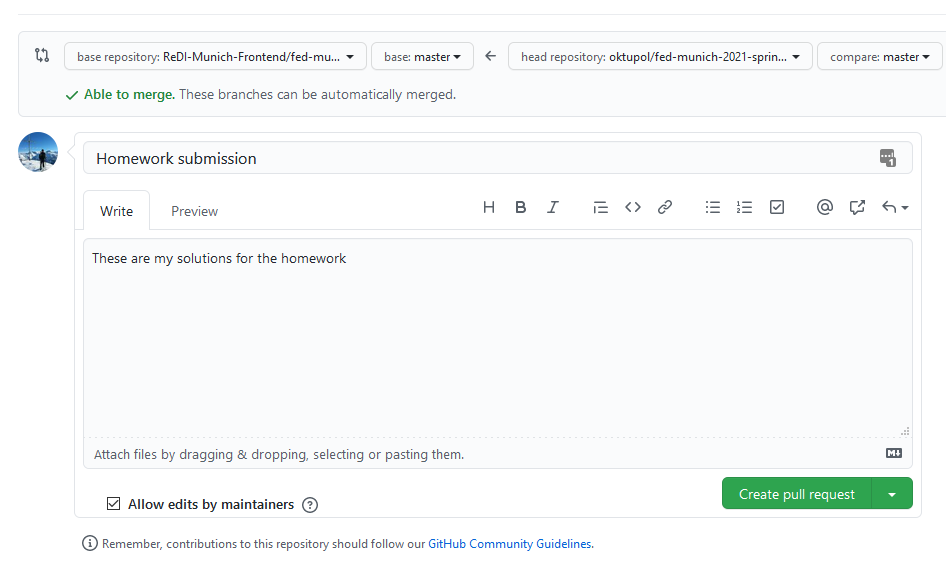 base repository: ReDI-Munich-Frontend/fed-mu... base: master head repository: oktupol/fed-munich-2021-sprin... compare: master
Able to merge. These branches can be automatically merged.
Homework submission 1
Write Preview H B I @
These are my solutions for the homework
Attach files by dragging & dropping, selecting or pasting them. M
Allow edits by maintainers ? Create pull request
Remember, contributions to this repository should follow our GitHub Community Guidelines.